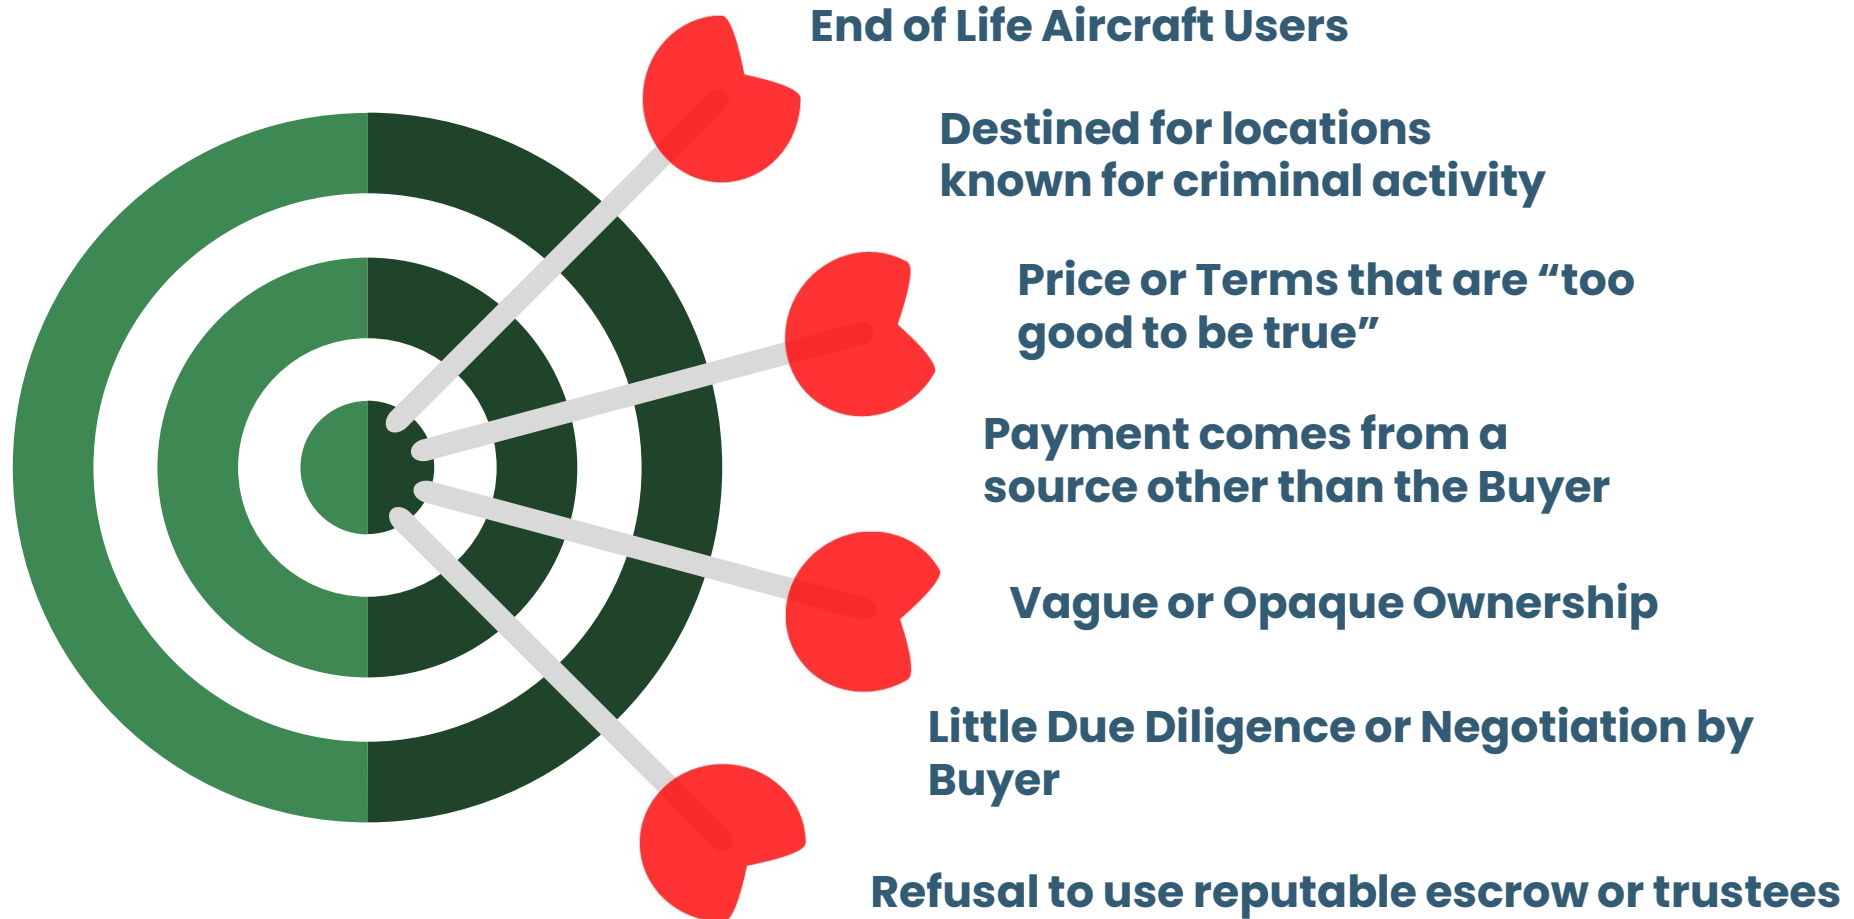 End of Life Aircraft Users
Destined for locations
known for criminal activity
Price or Terms that are “too
good to be true”
Payment comes from a
source other than the Buyer
Vague or Opaque Ownership
Little Due Diligence or Negotiation by
Buyer
Refusal to use reputable escrow or trustees